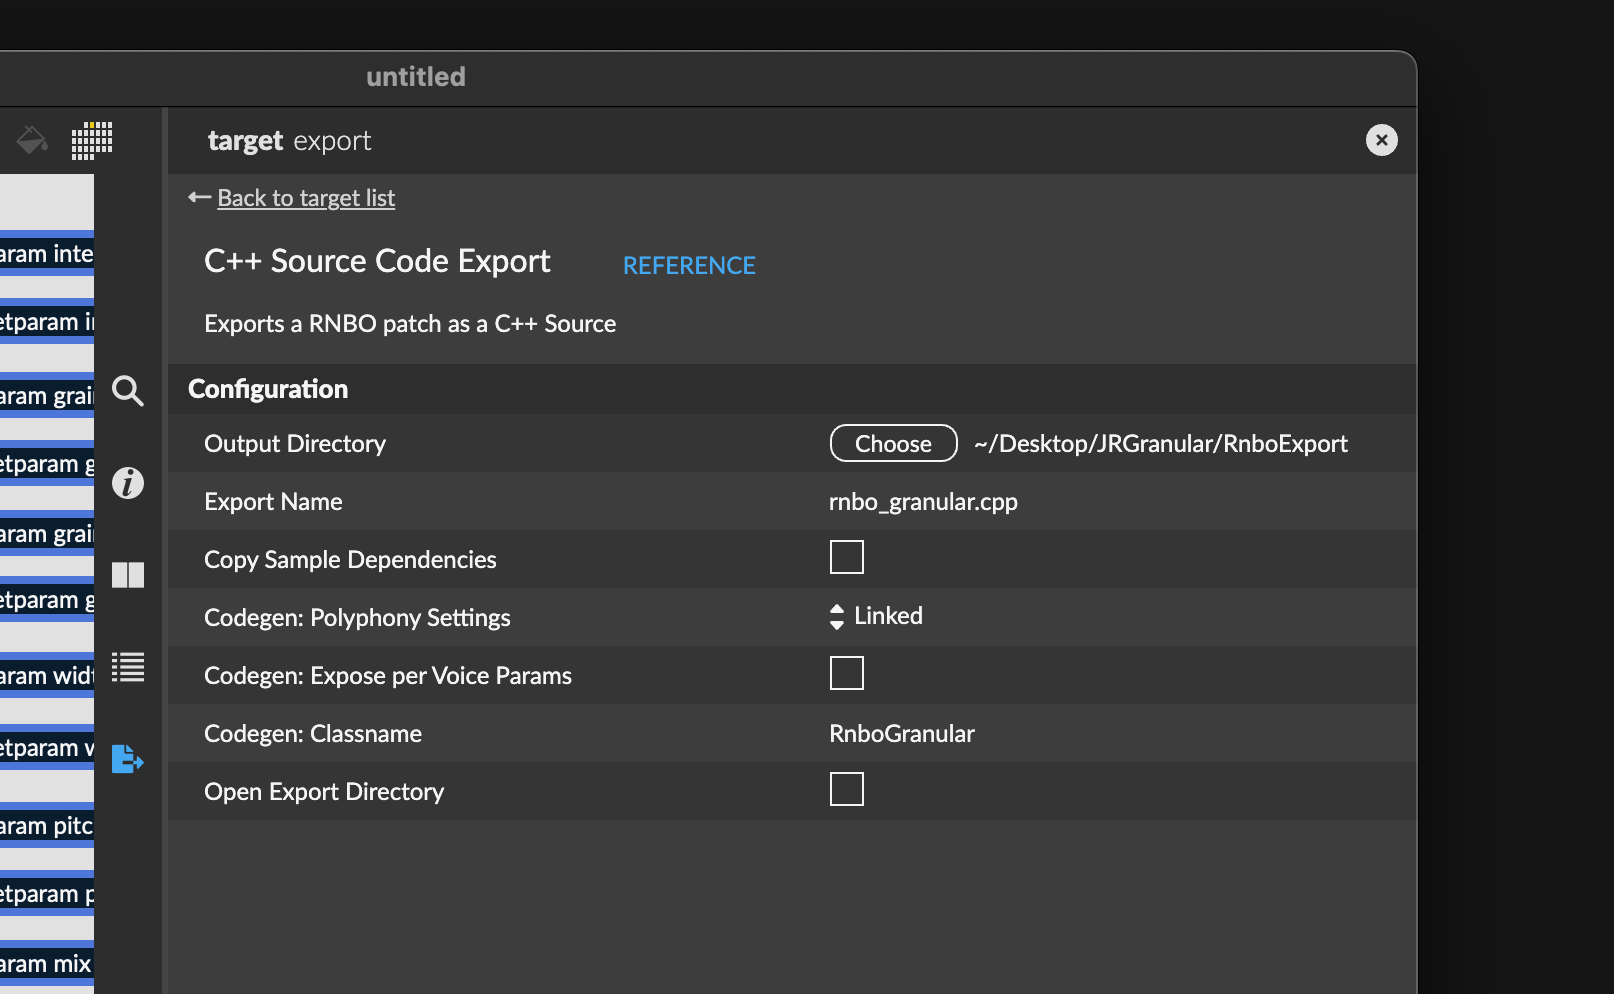 untitled
target export
Back to target list
C++ Source Code Export REFERENCE
Exports a RNBO patch as a C++ Source
Configuration
Output Directory Choose ~/Desktop/JRGranular/RnboExport
Export Name rnbo_granular.cpp
Copy Sample Dependencies
Codegen: Polyphony Settings Linked
Codegen: Expose per Voice Params
Codegen: Classname RnboGranular
Open Export Directory
aram inte
etparam i
aram grai
etparam g
aram grai
etparam g
aram widt
etparam v
aram pitc
etparam p
aram mix